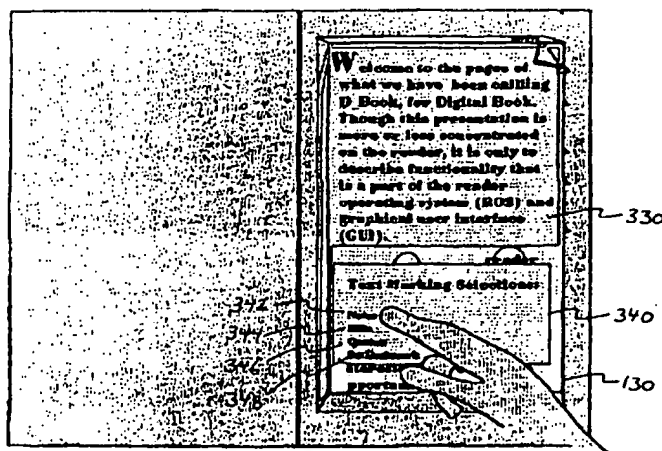 Welcome to the pages of
what we have been calling
D_Book, for Digital Book.
Though this presentation is
more or less concentrated
on the reader, it is only to
describe functionality that
is a part of the reader
operating system (ROS) and
graphical user interface
(GUI).
330
reader
Text Marking Selections:
342
340
344
346
130
348